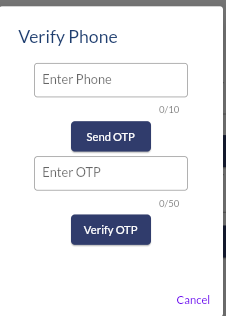 Verify Phone
Enter Phone
0/10
Send OTP
Enter OTP
0/50
Verify OTP
Cancel